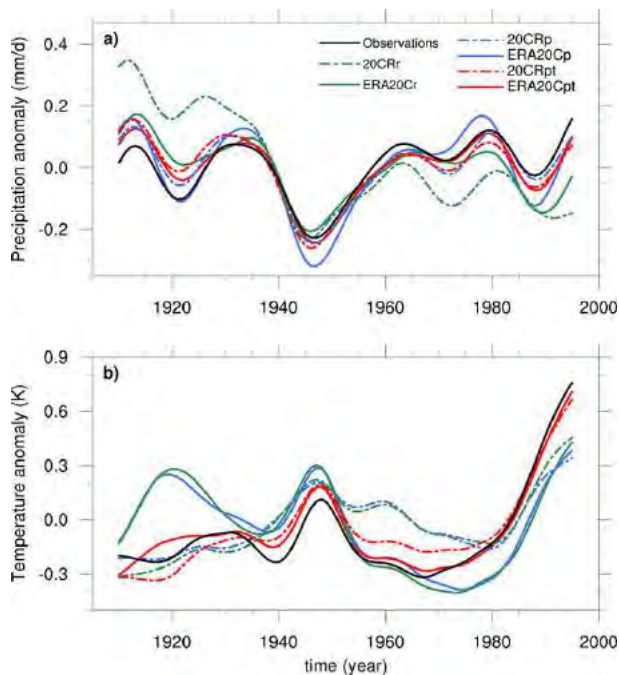 a)
Observations
20CRr
ERA20Cr
20CRp
ERA20Cp
20CRpt
ERA20Cpt
Precipitation anomaly (mm/d)
0.4
0.2
0.0
-0.2
1920 1940 1960 1980 2000
b)
Temperature anomaly (K)
0.9
0.6
0.3
0.0
-0.3
1920 1940 1960 1980 2000
time (year)